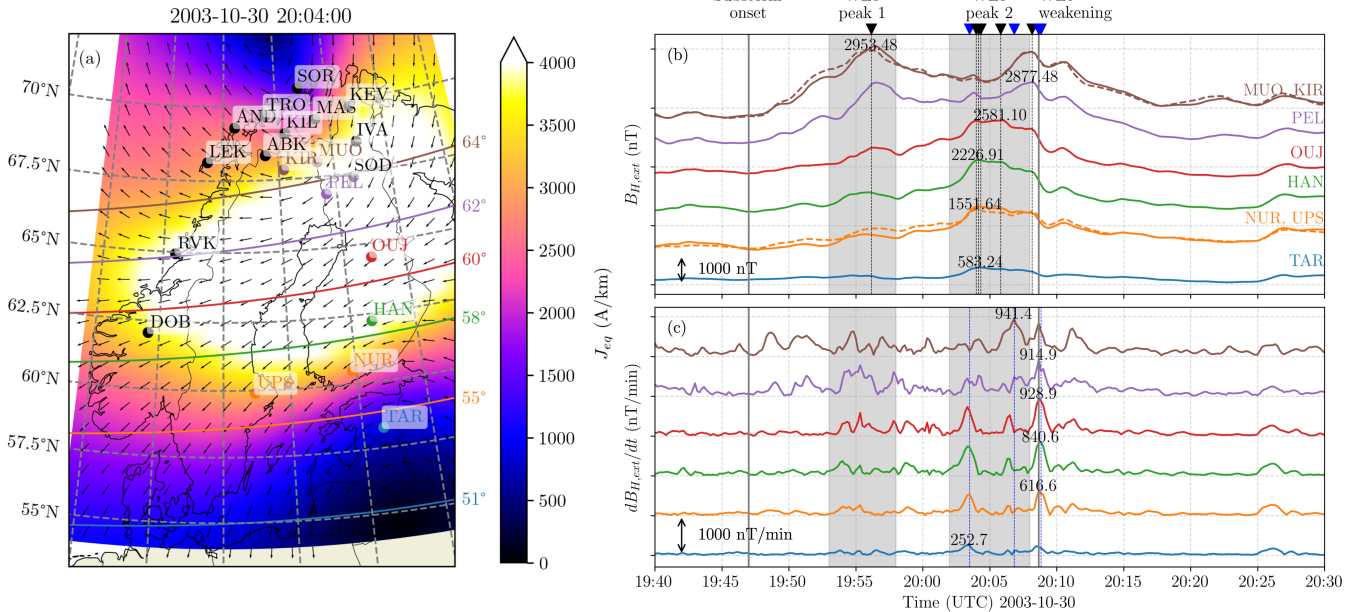 2003-10-30 20:04:00
(a)
70°N
67.5°N
65°N
62.5°N
60°N
57.5°N
55°N
SOR
KEV
TRO
MAS
AND
KIL
IVA
ABK
LEK
MUO
KIR
SOD
PEL
RVK
OUJ
HAN
DOB
NUR
UPS
TAR
64°
62°
60°
58°
55°
51°
J_eq (A/km)
4000
3500
3000
2500
2000
1500
1000
500
0
onset
peak 1
peak 2
weakening
(b)
B_H,ext (nT)
2953.48
2877.48
2581.10
2226.91
1551.64
583.24
1000 nT
MUO, KIR
PEL
OUJ
HAN
NUR, UPS
TAR
(c)
dB_H,ext/dt (nT/min)
941.4
914.9
928.9
840.6
616.6
252.7
1000 nT/min
19:40 19:45 19:50 19:55 20:00 20:05 20:10 20:15 20:20 20:25 20:30
Time (UTC) 2003-10-30